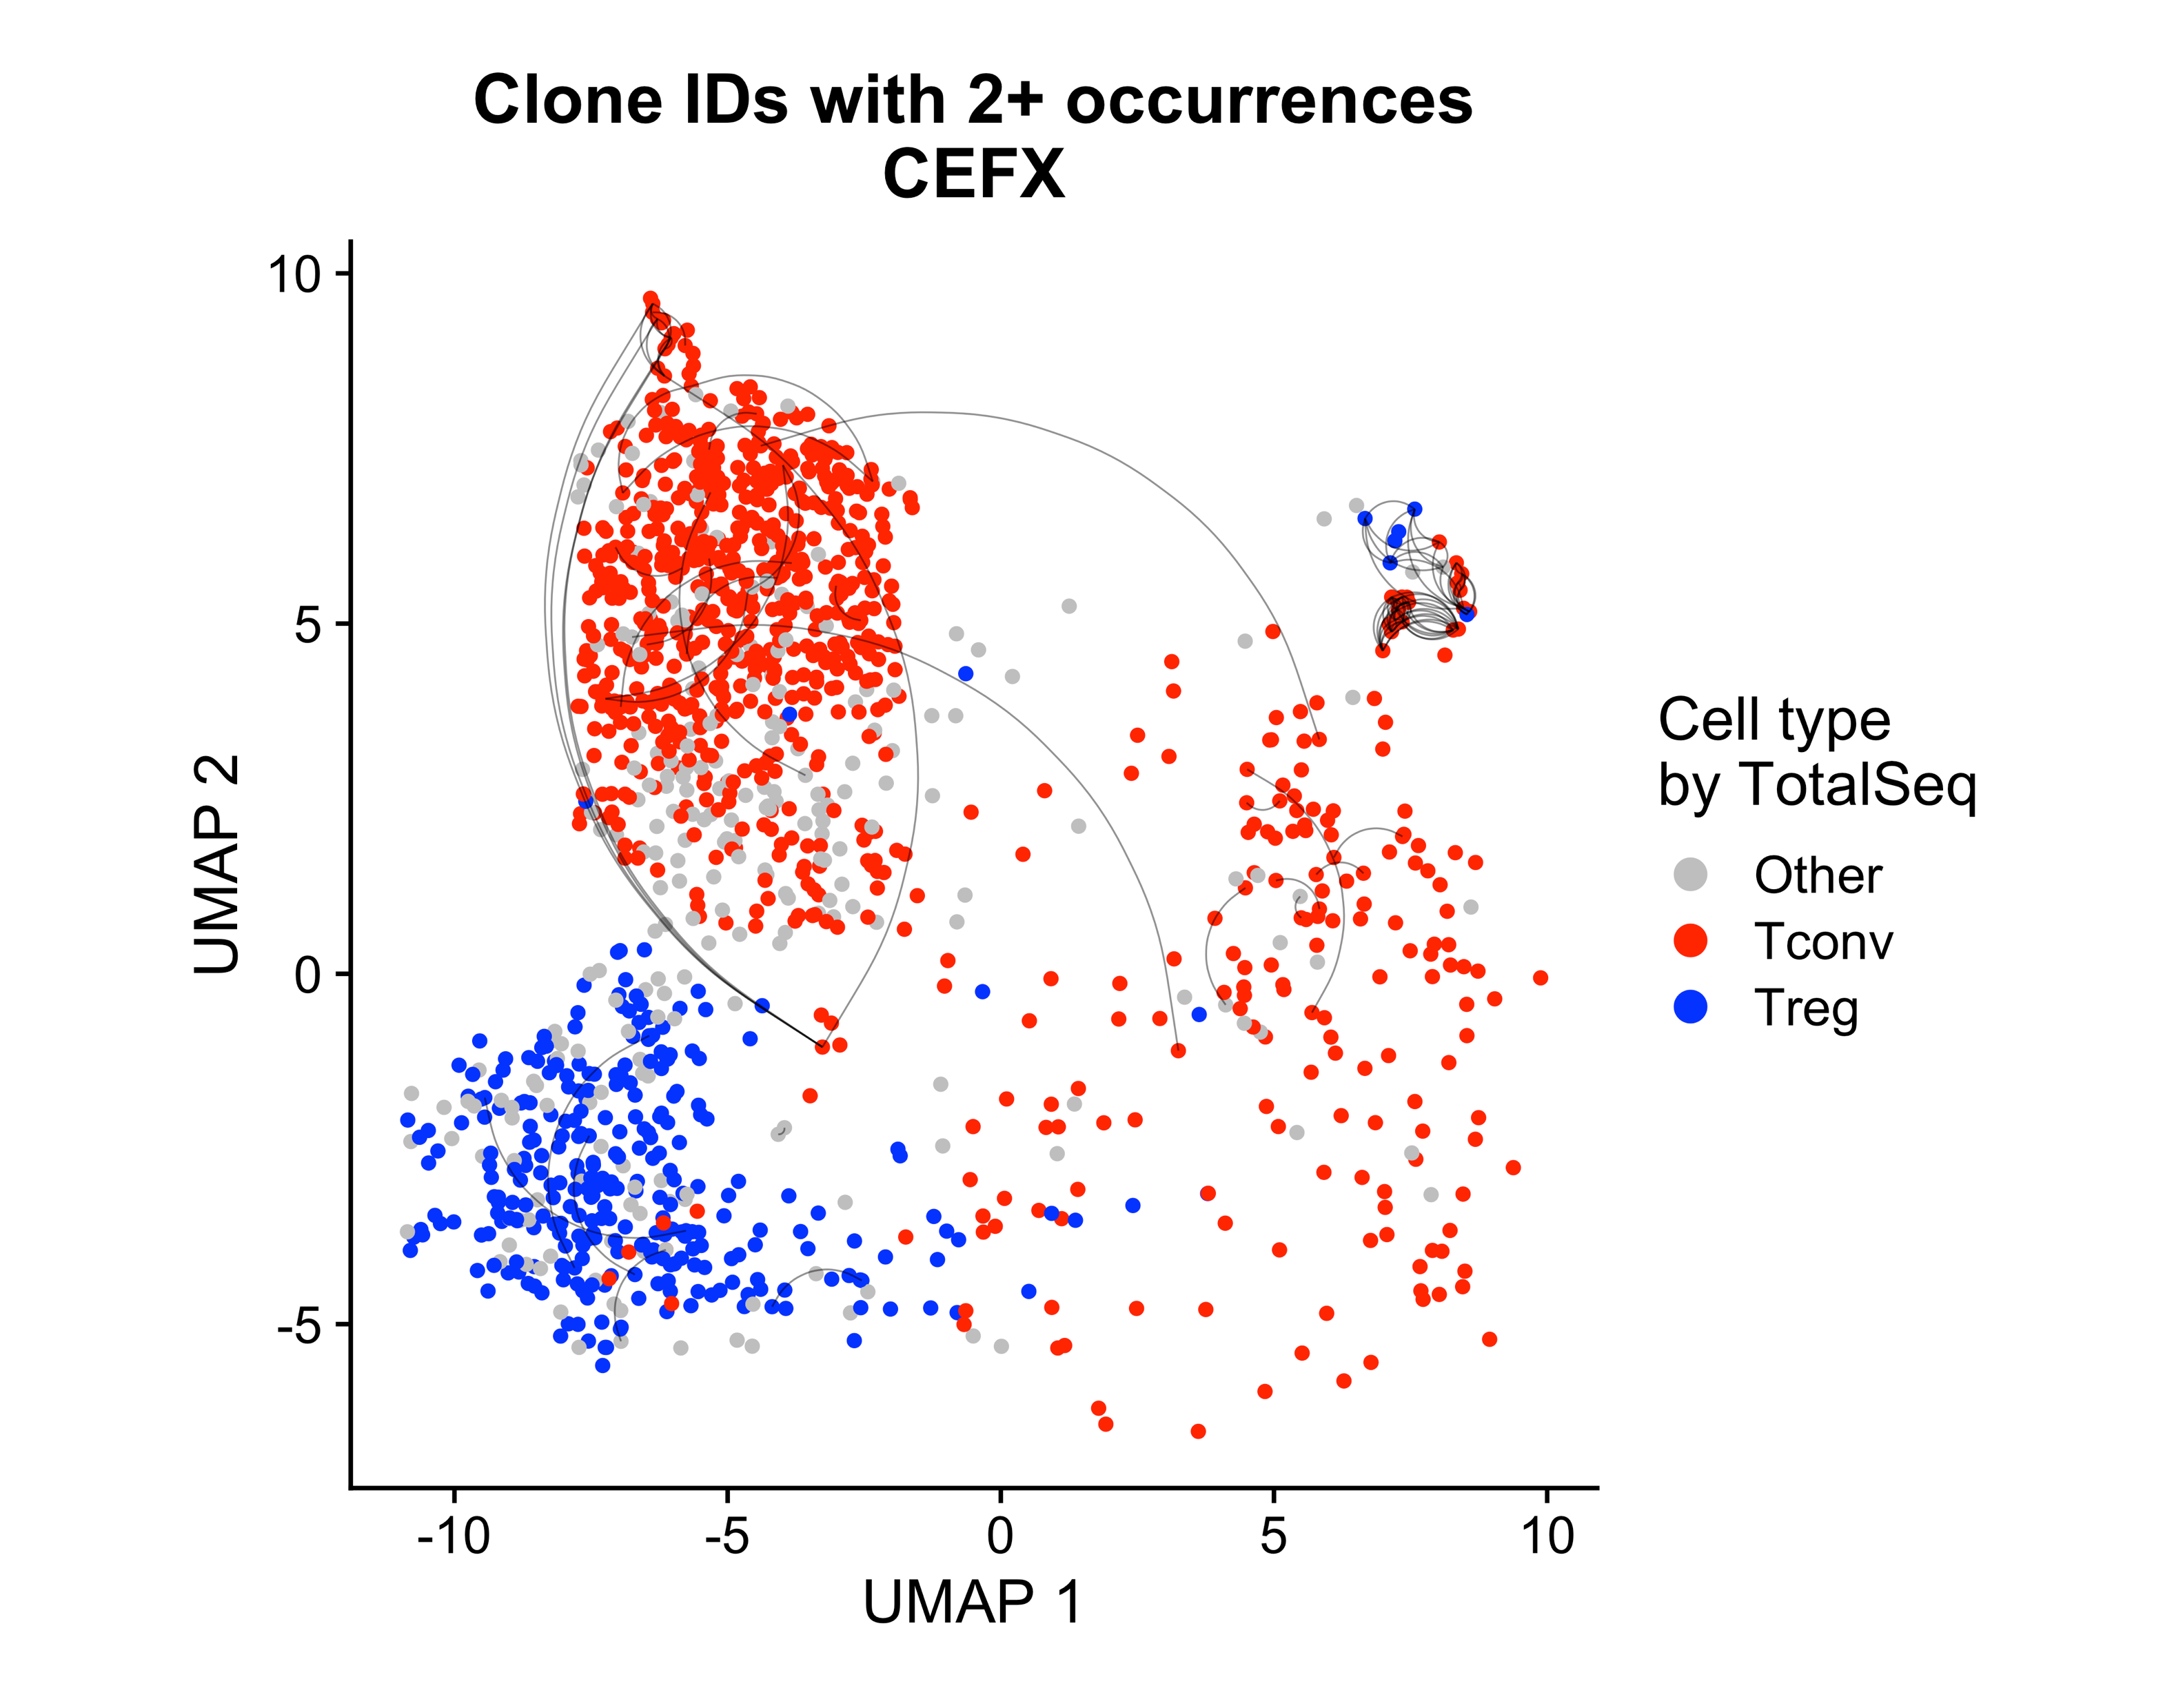 Clone IDs with 2+ occurrences
CEFX
10
5
0
-5
-10
-5
0
5
10
UMAP 1
UMAP 2
Cell type
by TotalSeq
Other
Tconv
Treg